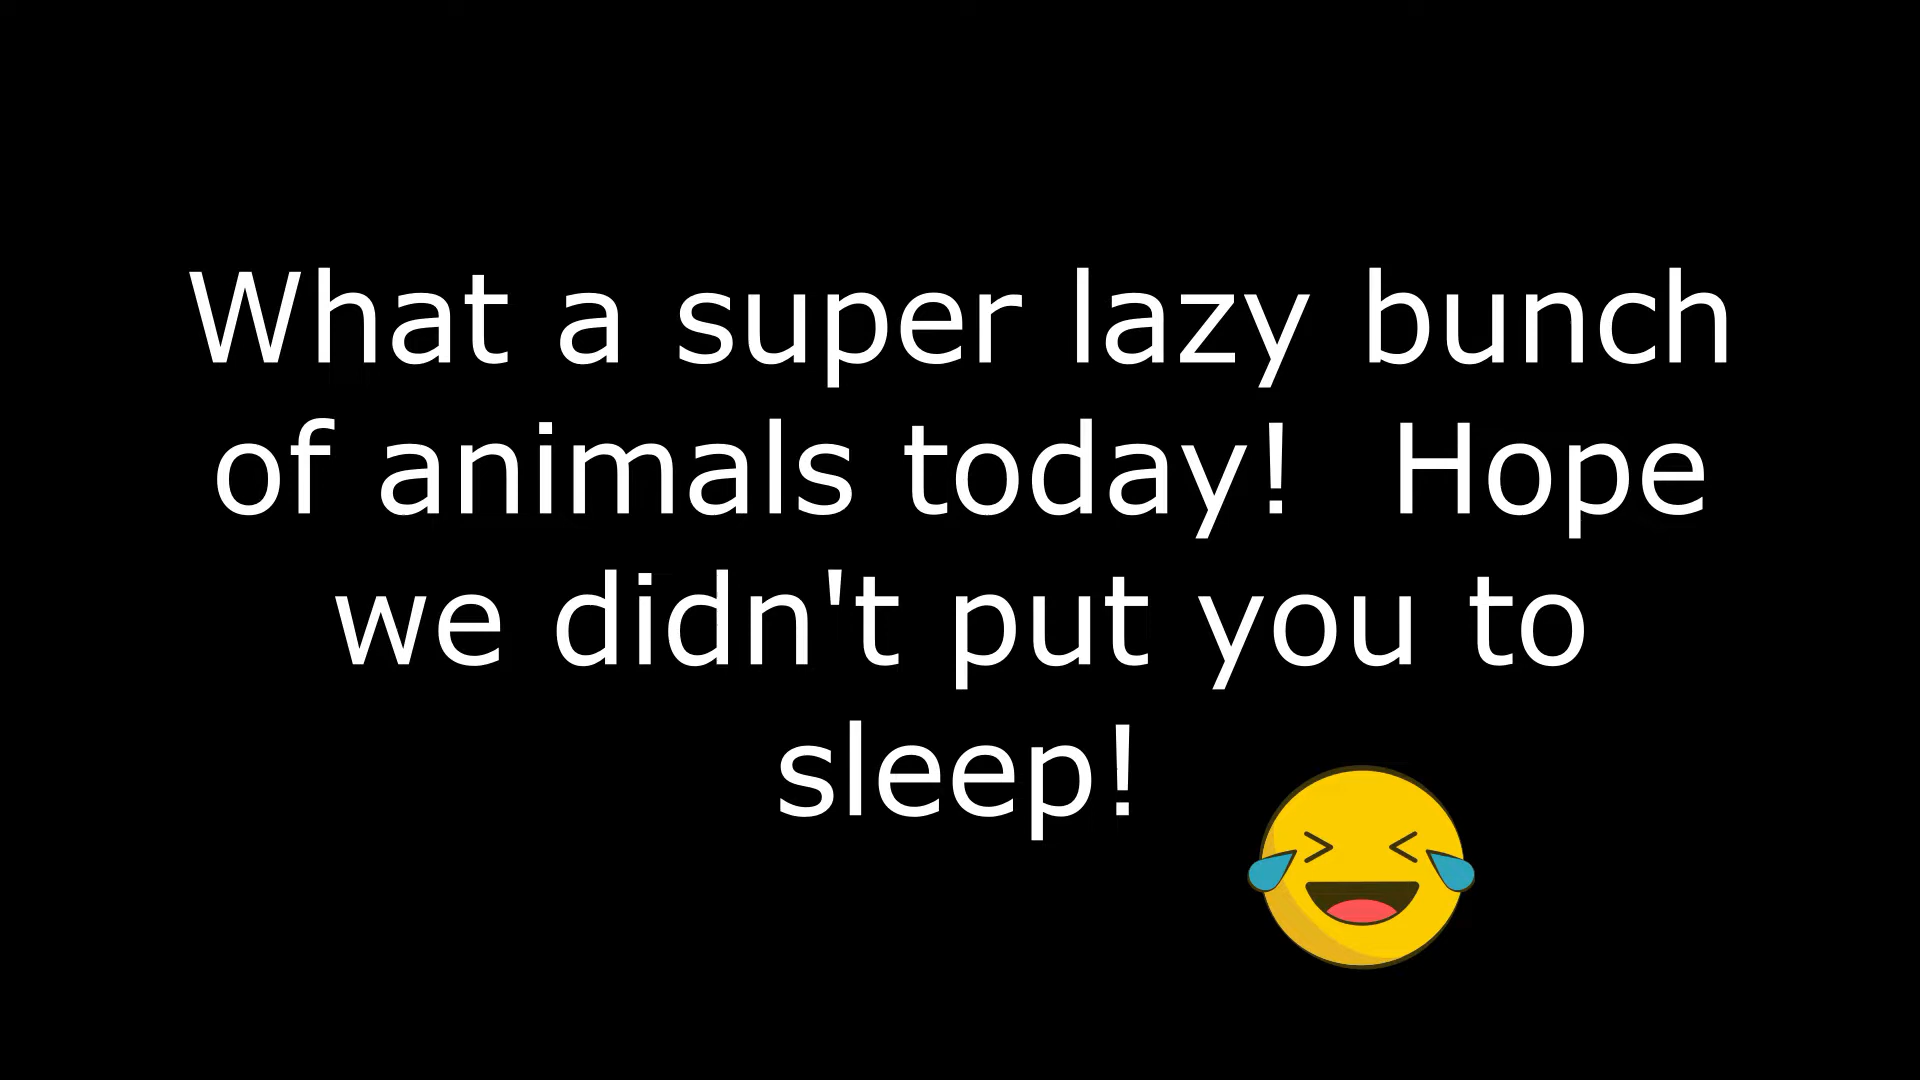 What a super lazy bunch
of animals today!  Hope
we didn't put you to
sleep!